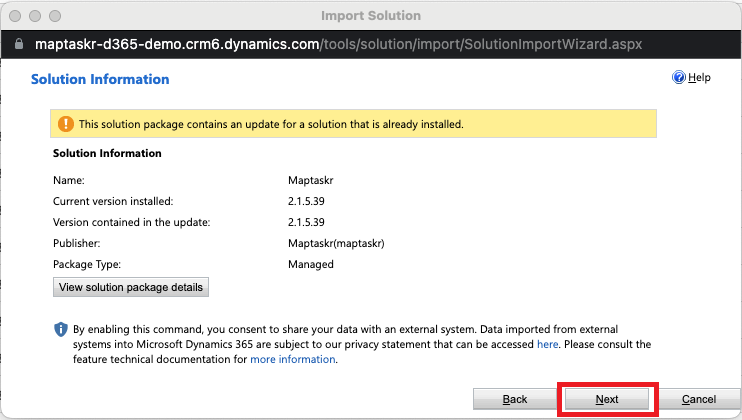 Import Solution
maptaskr-d365-demo.crm6.dynamics.com/tools/solution/import/SolutionImportWizard.aspx
Solution Information
Help
This solution package contains an update for a solution that is already installed.
Solution Information
Name: Maptaskr
Current version installed: 2.1.5.39
Version contained in the update: 2.1.5.39
Publisher: Maptaskr(maptaskr)
Package Type: Managed
View solution package details
By enabling this command, you consent to share your data with an external system. Data imported from external
systems into Microsoft Dynamics 365 are subject to our privacy statement that can be accessed here. Please consult the
feature technical documentation for more information.
Back Next Cancel